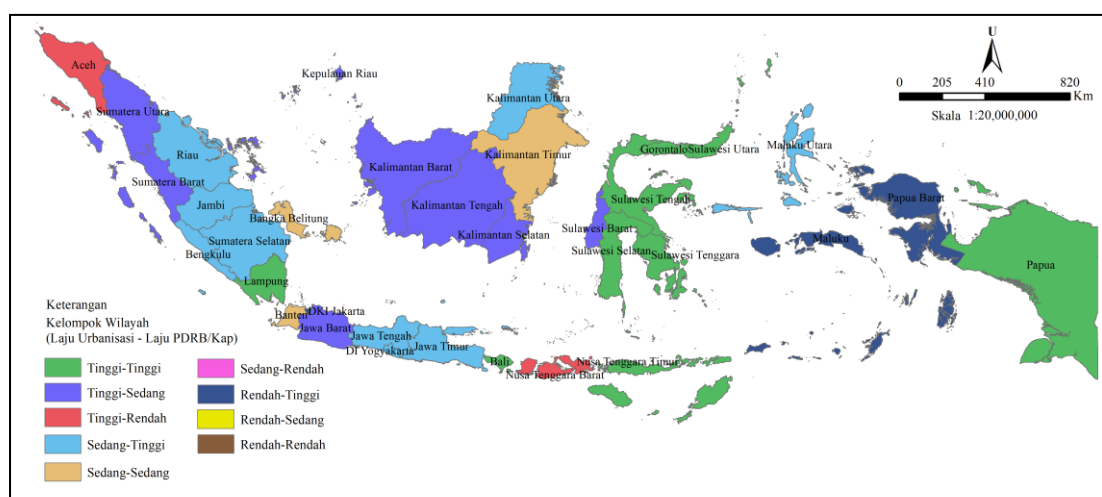 U
0 205 410 820
Km
Skala 1:20,000,000
Aceh
Kepulauan Riau
Sumatera Utara
Kalimantan Utara
Riau
Kalimantan Barat
Kalimantan Timur
Gorontalo Sulawesi Utara
Maluku Utara
Sumatera Barat
Jambi
Kalimantan Tengah
Sulawesi Tengah
Papua Barat
Bangka Belitung
Sumatera Selatan
Kalimantan Selatan
Sulawesi Barat
Maluku
Bengkulu
Sulawesi Selatan
Sulawesi Tenggara
Papua
Lampung
Banten
DKI Jakarta
Jawa Barat
Jawa Tengah
Jawa Timur
DI Yogyakarta
Bali
Nusa Tenggara Timur
Nusa Tenggara Barat
Keterangan
Kelompok Wilayah
(Laju Urbanisasi - Laju PDRB/Kap)
Tinggi-Tinggi
Tinggi-Sedang
Tinggi-Rendah
Sedang-Tinggi
Sedang-Sedang
Sedang-Rendah
Rendah-Tinggi
Rendah-Sedang
Rendah-Rendah